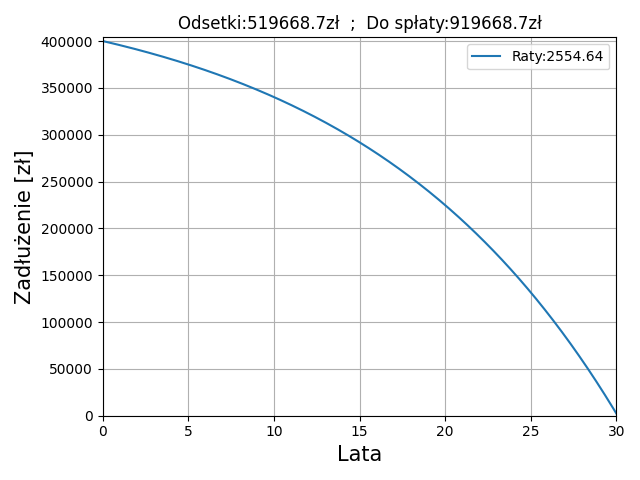 Odsetki:519668.7zł ; Do spłaty:919668.7zł
Raty:2554.64
400000
350000
300000
250000
200000
150000
100000
50000
0
Zadłużenie [zł]
0 5 10 15 20 25 30
Lata